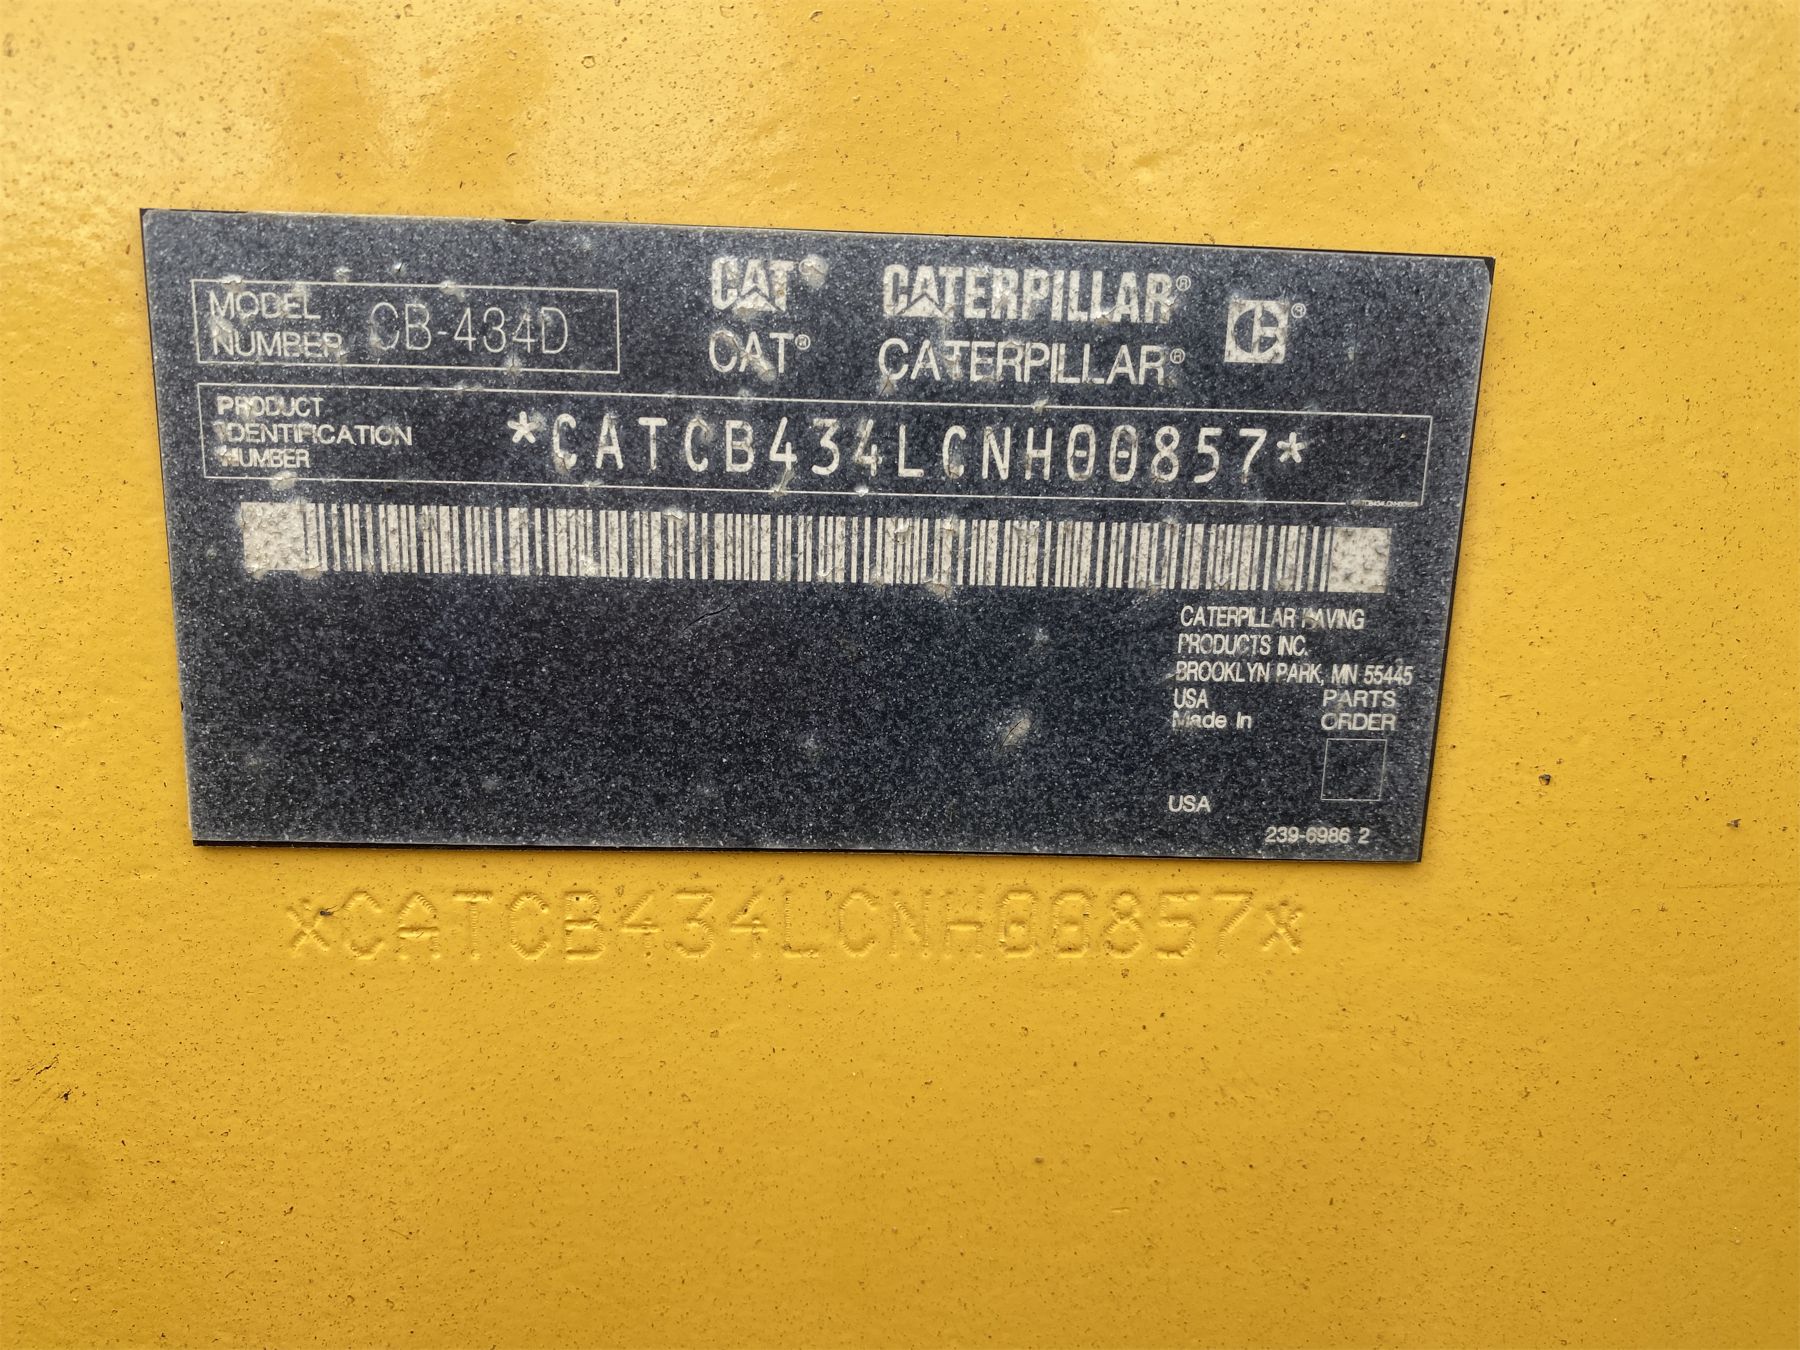 MODEL NUMBER CB-434D
CAT® CATERPILLAR® CB®
CAT® CATERPILLAR®
PRODUCT IDENTIFICATION NUMBER
*CATCB434LCNH00857*
CATERPILLAR PAVING
PRODUCTS INC.
BROOKLYN PARK, MN 55445
USA
Made In
PARTS
ORDER
USA
239-6986 2
*CATCB434LCNH00857*